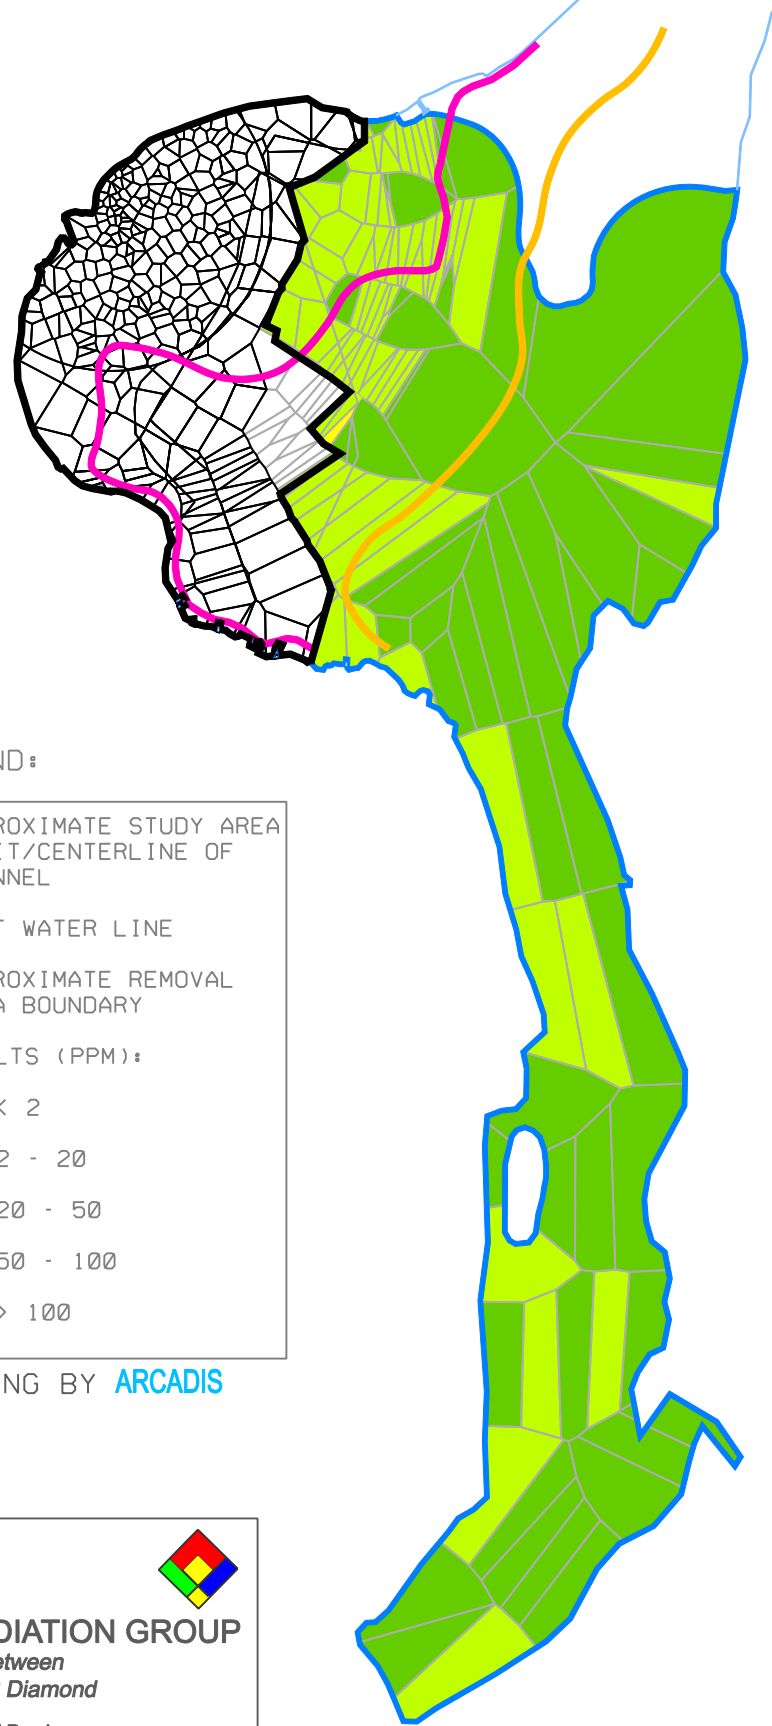 ND:
ROXIMATE STUDY AREA
ET/CENTERLINE OF
NNEL
T WATER LINE
ROXIMATE REMOVAL
A BOUNDARY
LTS (PPM):
< 2
2 - 20
20 - 50
50 - 100
> 100
NG BY ARCADIS
DIATION GROUP
etween
Diamond